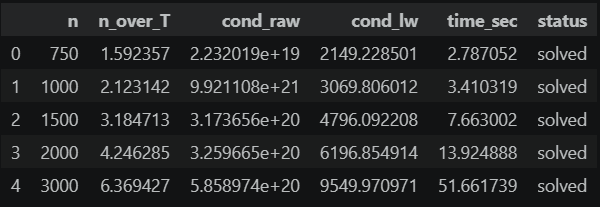 n n_over_T cond_raw cond_lw time_sec status
0 750 1.592357 2.232019e+19 2149.228501 2.787052 solved
1 1000 2.123142 9.921108e+21 3069.806012 3.410319 solved
2 1500 3.184713 3.173656e+20 4796.092208 7.663002 solved
3 2000 4.246285 3.259665e+20 6196.854914 13.924888 solved
4 3000 6.369427 5.858974e+20 9549.970971 51.661739 solved